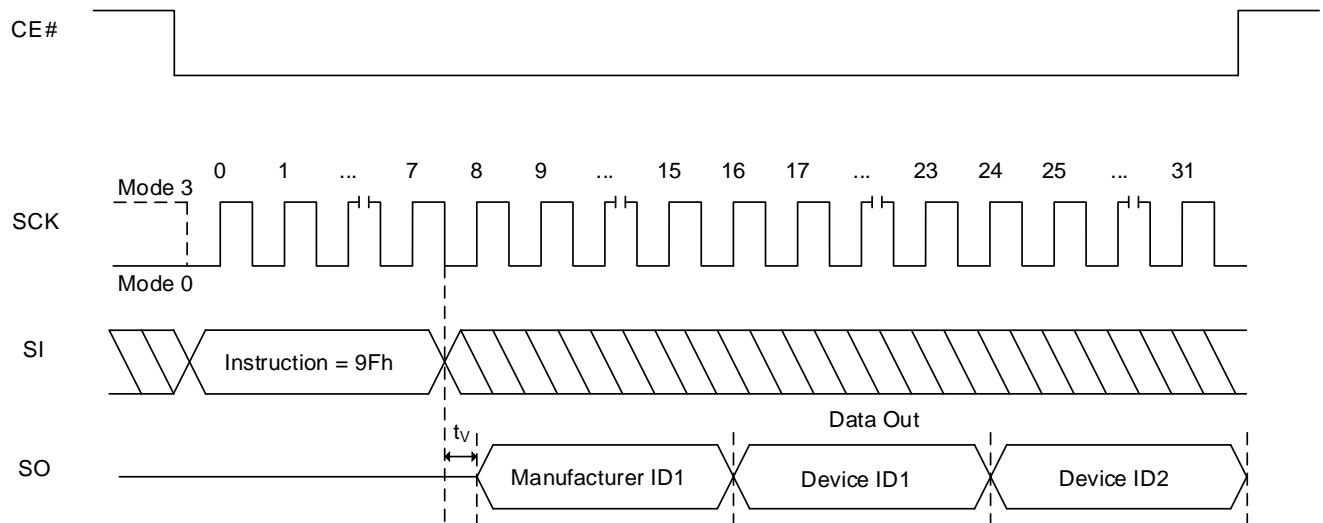 CE#
0 1 ... 7 8 9 ... 15 16 17 ... 23 24 25 ... 31
Mode 3
SCK
Mode 0
SI
Instruction = 9Fh
Data Out
tV
SO
Manufacturer ID1
Device ID1
Device ID2